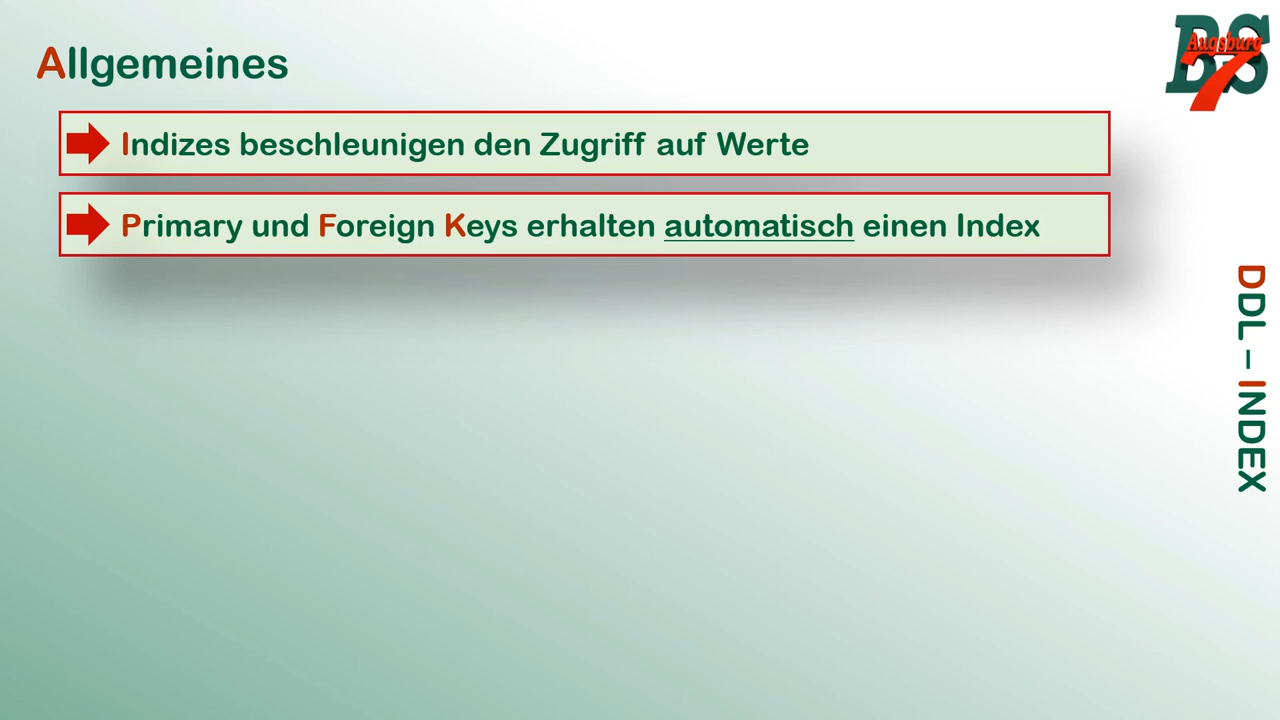 Allgemeines
Indizes beschleunigen den Zugriff auf Werte
Primary und Foreign Keys erhalten automatisch einen Index
BS
Augsburg
7
DDL – INDEX